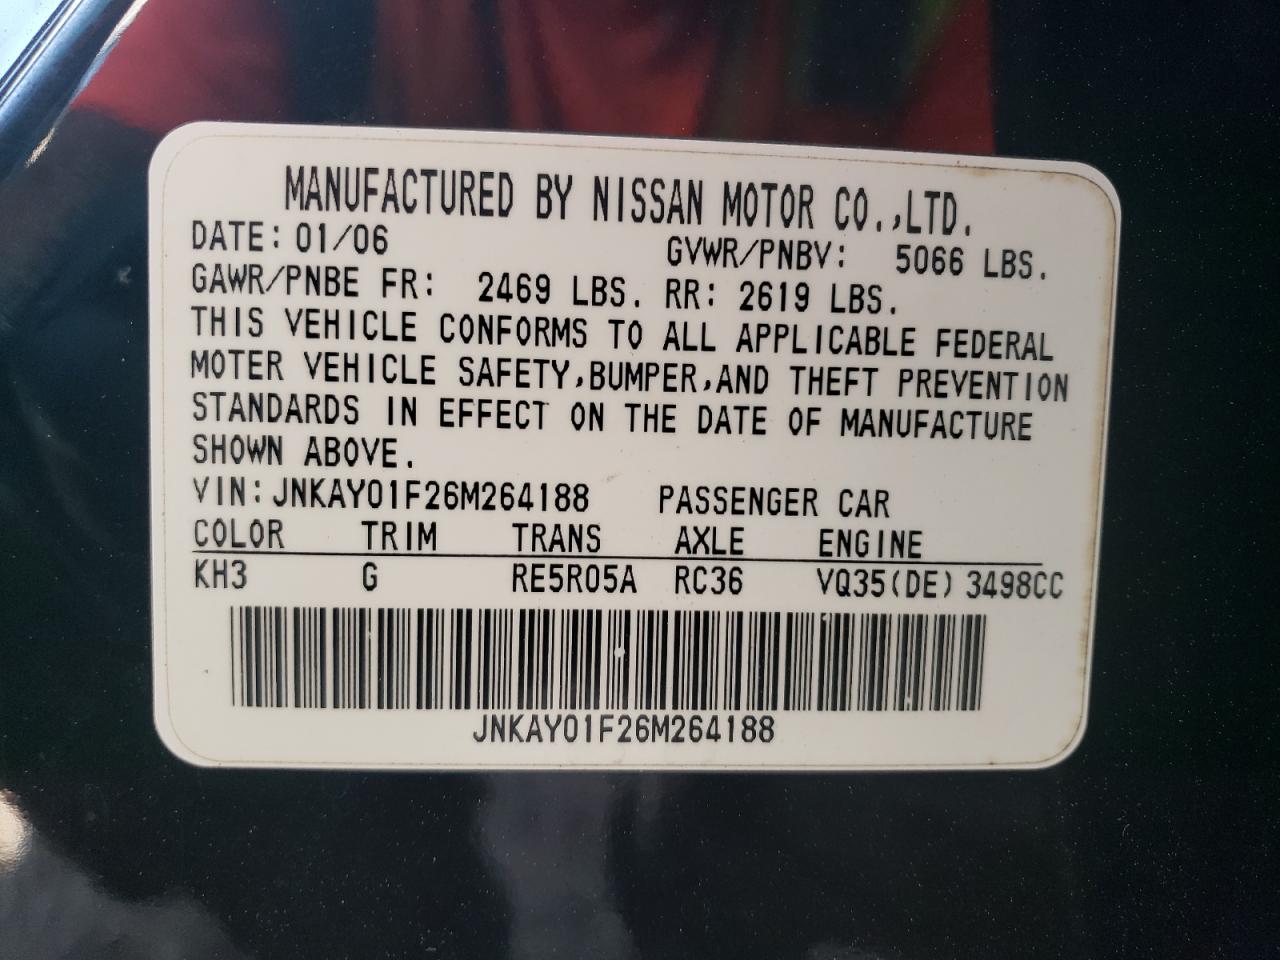 MANUFACTURED BY NISSAN MOTOR CO.,LTD.
DATE: 01/06 GVWR/PNBV: 5066 LBS.
GAWR/PNBE FR: 2469 LBS. RR: 2619 LBS.
THIS VEHICLE CONFORMS TO ALL APPLICABLE FEDERAL
MOTER VEHICLE SAFETY,BUMPER,AND THEFT PREVENTION
STANDARDS IN EFFECT ON THE DATE OF MANUFACTURE
SHOWN ABOVE.
VIN: JNKAY01F26M264188 PASSENGER CAR
COLOR TRIM TRANS AXLE ENGINE
KH3 G RE5R05A RC36 VQ35(DE) 3498CC
JNKAY01F26M264188